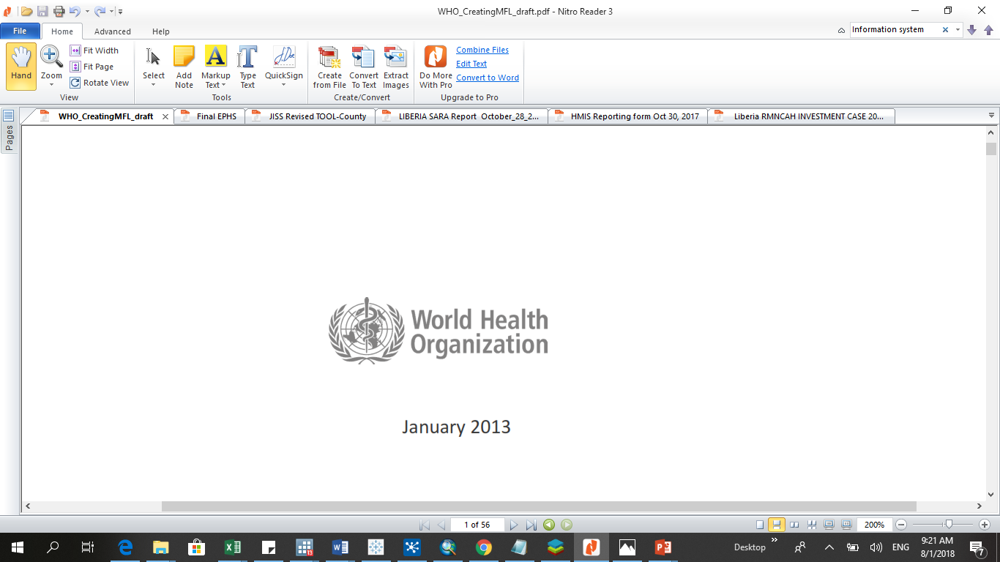 WHO_CreatingMFL_draft.pdf - Nitro Reader 3
File Home Advanced Help
Information system
Hand
Zoom
Fit Width
Fit Page
Rotate View
View
Select
Add Note
Markup Text
Type Text
QuickSign
Tools
Create from File
Convert To Text
Extract Images
Create/Convert
Do More With Pro
Combine Files
Edit Text
Convert to Word
Upgrade to Pro
WHO_CreatingMFL_draft
Final EPHS
JISS Revised TOOL-County
LIBERIA SARA Report October_28_2...
HMIS Reporting form Oct 30, 2017
Liberia RMNCAH INVESTMENT CASE 20...
Pages
World Health
Organization
January 2013
1 of 56
200%
Desktop
ENG
9:21 AM
8/1/2018
7